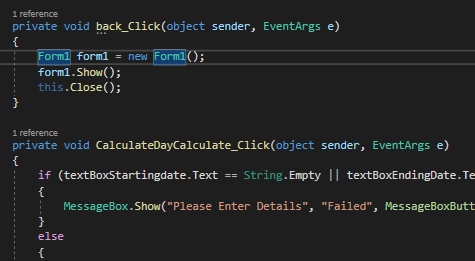 1 reference
private void back_Click(object sender, EventArgs e)
{
Form1 form1 = new Form1();
form1.Show();
this.Close();
}
1 reference
private void CalculateDayCalculate_Click(object sender, EventArgs e)
{
if (textBoxStartingdate.Text == String.Empty || textBoxEndingDate.Te
{
MessageBox.Show("Please Enter Details", "Failed", MessageBoxButt
}
else
{